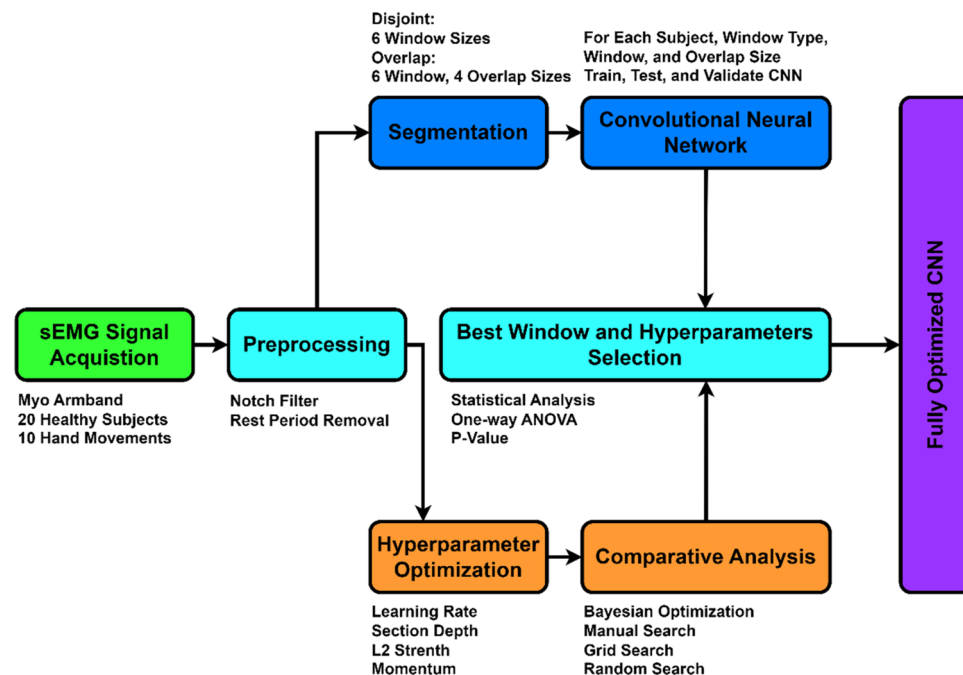 Disjoint:
6 Window Sizes
Overlap:
6 Window, 4 Overlap Sizes
For Each Subject, Window Type,
Window, and Overlap Size
Train, Test, and Validate CNN
Segmentation
Convolutional Neural
Network
sEMG Signal
Acquistion
Myo Armband
20 Healthy Subjects
10 Hand Movements
Preprocessing
Notch Filter
Rest Period Removal
Best Window and Hyperparameters
Selection
Statistical Analysis
One-way ANOVA
P-Value
Hyperparameter
Optimization
Learning Rate
Section Depth
L2 Strenth
Momentum
Comparative Analysis
Bayesian Optimization
Manual Search
Grid Search
Random Search
Fully Optimized CNN